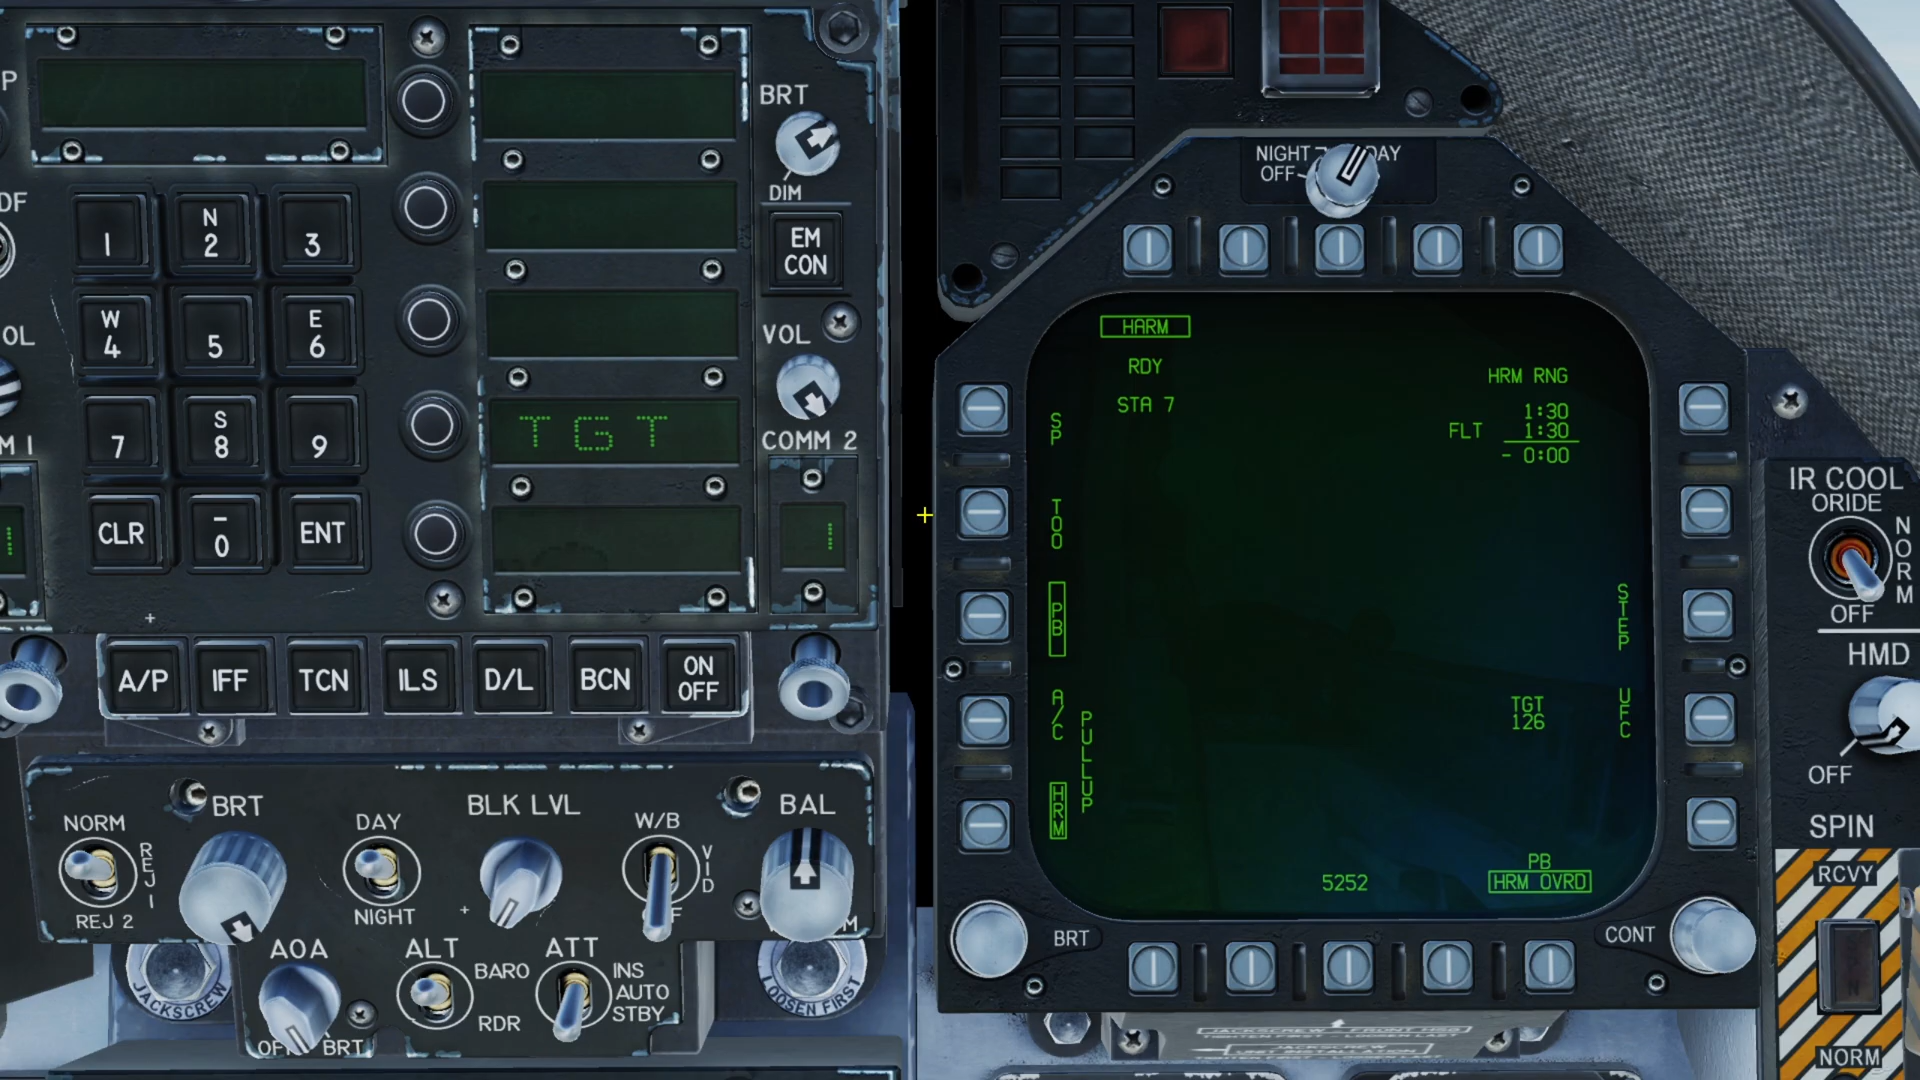 P
DF
OL
M 1
1
N
2
3
W
4
5
E
6
7
S
8
9
CLR
–
0
ENT
TGT
BRT
DIM
EM
CON
VOL
COMM 2
1
A/P
IFF
TCN
ILS
D/L
BCN
ON
OFF
BRT
BLK LVL
BAL
NORM
REJ 1
REJ 2
DAY
NIGHT
W/B
VID
AOA
OFF
BRT
ALT
BARO
RDR
ATT
INS
AUTO
STBY
JACKSCREW
LOOSEN FIRST
NIGHT
DAY
OFF
HARM
RDY
STA 7
HRM RNG
1:30
FLT 1:30
- 0:00
SP
TOO
PB
A/C
PULLUP
HRM
STEP
UFC
TGT
126
5252
PB
HRM OVRD
BRT
CONT
IR COOL
ORIDE
NORM
OFF
HMD
OFF
SPIN
RCVY
NORM
JACKSCREW